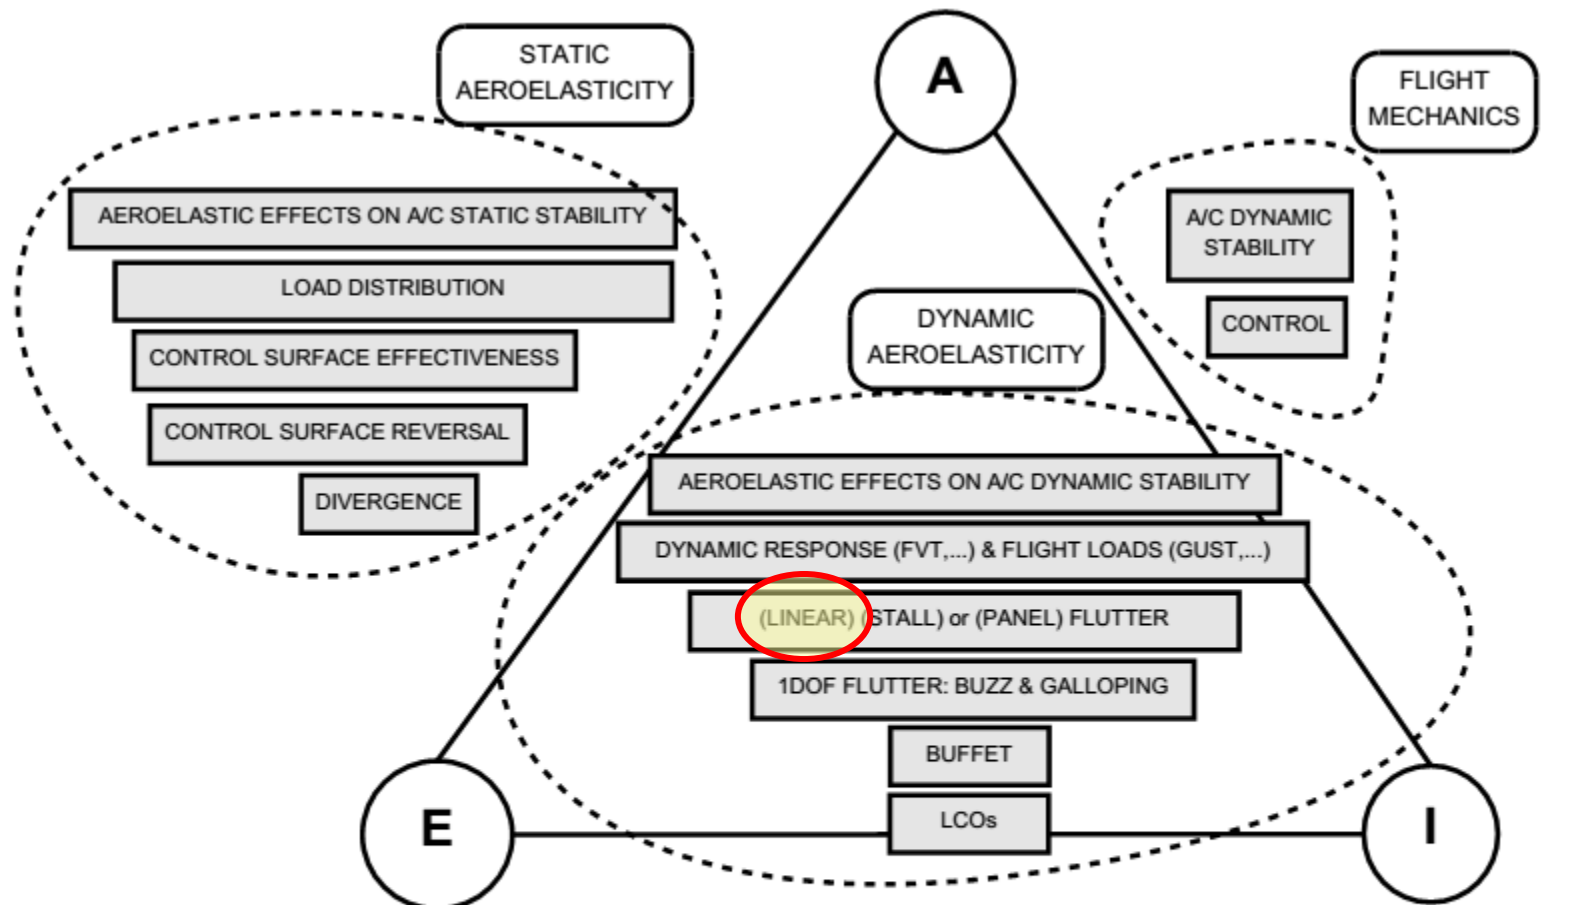 STATIC
AEROELASTICITY
A
FLIGHT
MECHANICS
AEROELASTIC EFFECTS ON A/C STATIC STABILITY
LOAD DISTRIBUTION
CONTROL SURFACE EFFECTIVENESS
CONTROL SURFACE REVERSAL
DIVERGENCE
A/C DYNAMIC
STABILITY
CONTROL
DYNAMIC
AEROELASTICITY
AEROELASTIC EFFECTS ON A/C DYNAMIC STABILITY
DYNAMIC RESPONSE (FVT,...) & FLIGHT LOADS (GUST,...)
(LINEAR) (STALL) or (PANEL) FLUTTER
1DOF FLUTTER: BUZZ & GALLOPING
BUFFET
LCOs
E
I